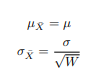 μ_X̄ = μ
σ_X̄ = σ / √W